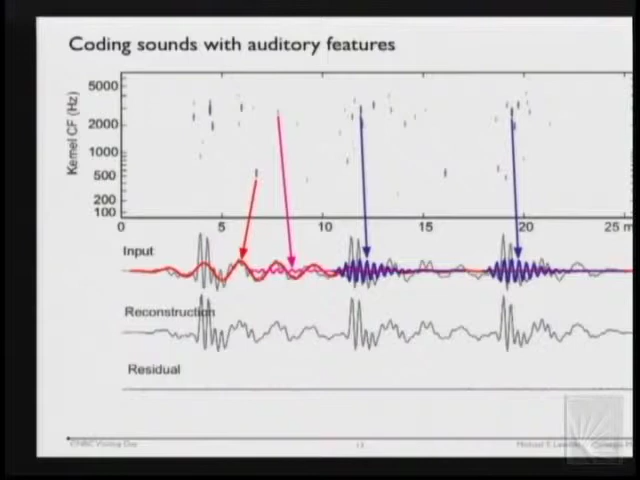 Coding sounds with auditory features
Kernel CF (Hz)
5000
2000
1000
500
200
100
0 5 10 15 20 25 m
Input
Reconstruction
Residual